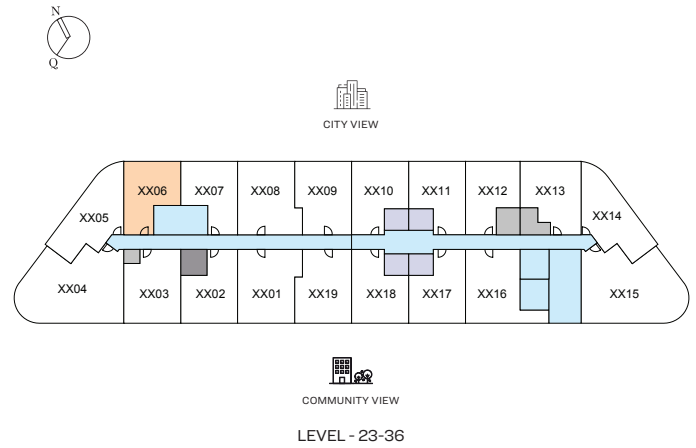 N
Q
CITY VIEW
XX06 XX07 XX08 XX09 XX10 XX11 XX12 XX13
XX05 XX14
XX04 XX03 XX02 XX01 XX19 XX18 XX17 XX16 XX15
COMMUNITY VIEW
LEVEL - 23-36